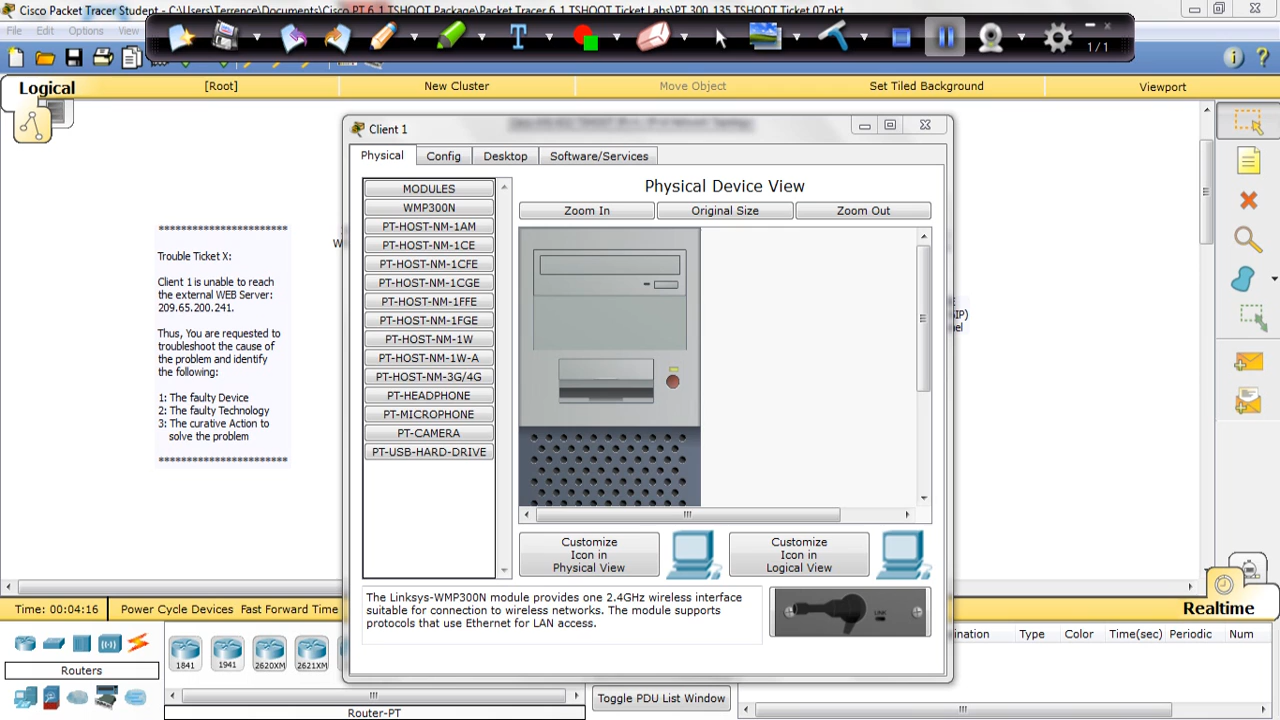 Cisco Packet Tracer Student - C:\Users\Terrence\Documents\Cisco PT 6.1 TSHOOT Package\Packet Tracer 6.1 TSHOOT Ticket Labs\PT 300_135 TSHOOT Ticket 07.pkt
File Edit Options View
1/1
Logical
[Root]
New Cluster
Move Object
Set Tiled Background
Viewport
Client 1
Physical Config Desktop Software/Services
MODULES
WMP300N
PT-HOST-NM-1AM
PT-HOST-NM-1CE
PT-HOST-NM-1CFE
PT-HOST-NM-1CGE
PT-HOST-NM-1FFE
PT-HOST-NM-1FGE
PT-HOST-NM-1W
PT-HOST-NM-1W-A
PT-HOST-NM-3G/4G
PT-HEADPHONE
PT-MICROPHONE
PT-CAMERA
PT-USB-HARD-DRIVE
Physical Device View
Zoom In Original Size Zoom Out
Customize
Icon in
Physical View
Customize
Icon in
Logical View
The Linksys-WMP300N module provides one 2.4GHz wireless interface
suitable for connection to wireless networks. The module supports
protocols that use Ethernet for LAN access.
LINK
***********************
Trouble Ticket X:
Client 1 is unable to reach
the external WEB Server:
209.65.200.241.
Thus, You are requested to
troubleshoot the cause of
the problem and identify
the following:
1: The faulty Device
2: The faulty Technology
3: The curative Action to
solve the problem
***********************
Time: 00:04:16 Power Cycle Devices Fast Forward Time
Realtime
Routers
1841 1941 2620XM 2621XM
Router-PT
Toggle PDU List Window
Type Color Time(sec) Periodic Num